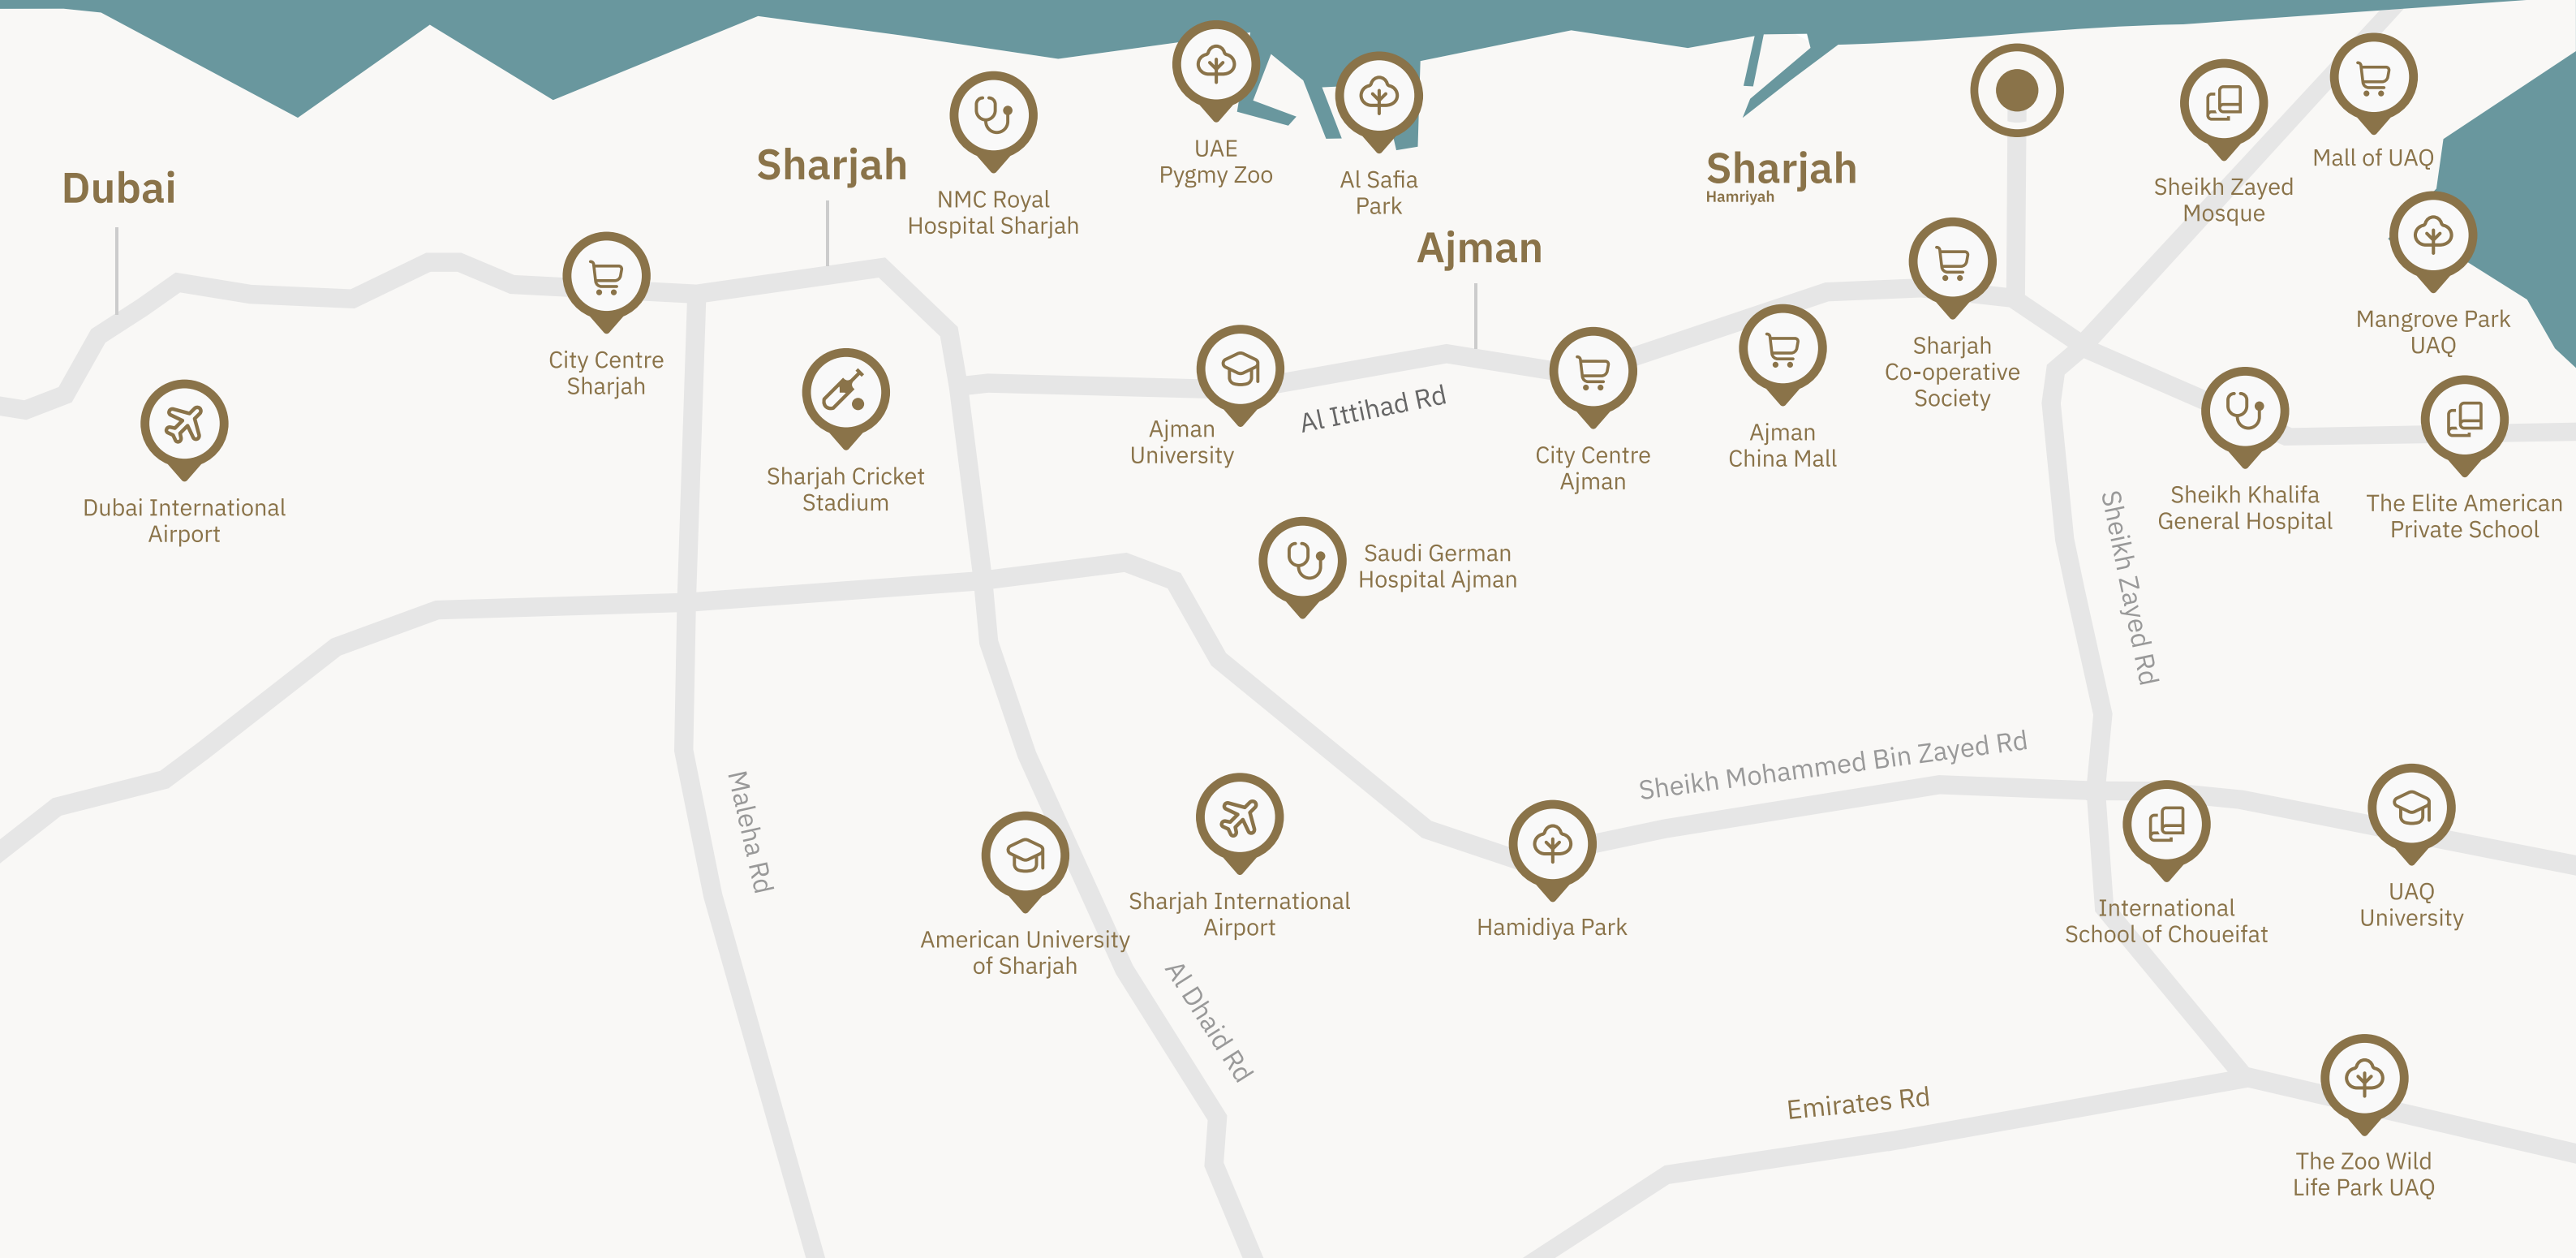 Dubai
Sharjah
NMC Royal
Hospital Sharjah
UAE
Pygmy Zoo
Al Safia
Park
Sharjah
Hamriyah
Sheikh Zayed
Mosque
Mall of UAQ
Ajman
City Centre
Sharjah
Mangrove Park
UAQ
Sharjah
Co-operative
Society
Dubai International
Airport
Sharjah Cricket
Stadium
Ajman
University
Al Ittihad Rd
City Centre
Ajman
Ajman
China Mall
Sheikh Khalifa
General Hospital
The Elite American
Private School
Saudi German
Hospital Ajman
Sheikh Zayed Rd
Sheikh Mohammed Bin Zayed Rd
Maleha Rd
American University
of Sharjah
Sharjah International
Airport
Hamidiya Park
International
School of Choueifat
UAQ
University
Al Dhaid Rd
Emirates Rd
The Zoo Wild
Life Park UAQ